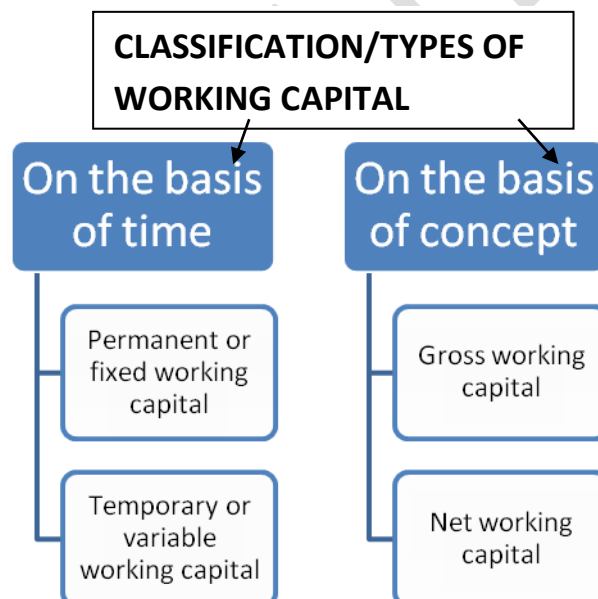 CLASSIFICATION/TYPES OF
WORKING CAPITAL
On the basis
of time
Permanent or
fixed working
capital
Temporary or
variable
working capital
On the basis
of concept
Gross working
capital
Net working
capital